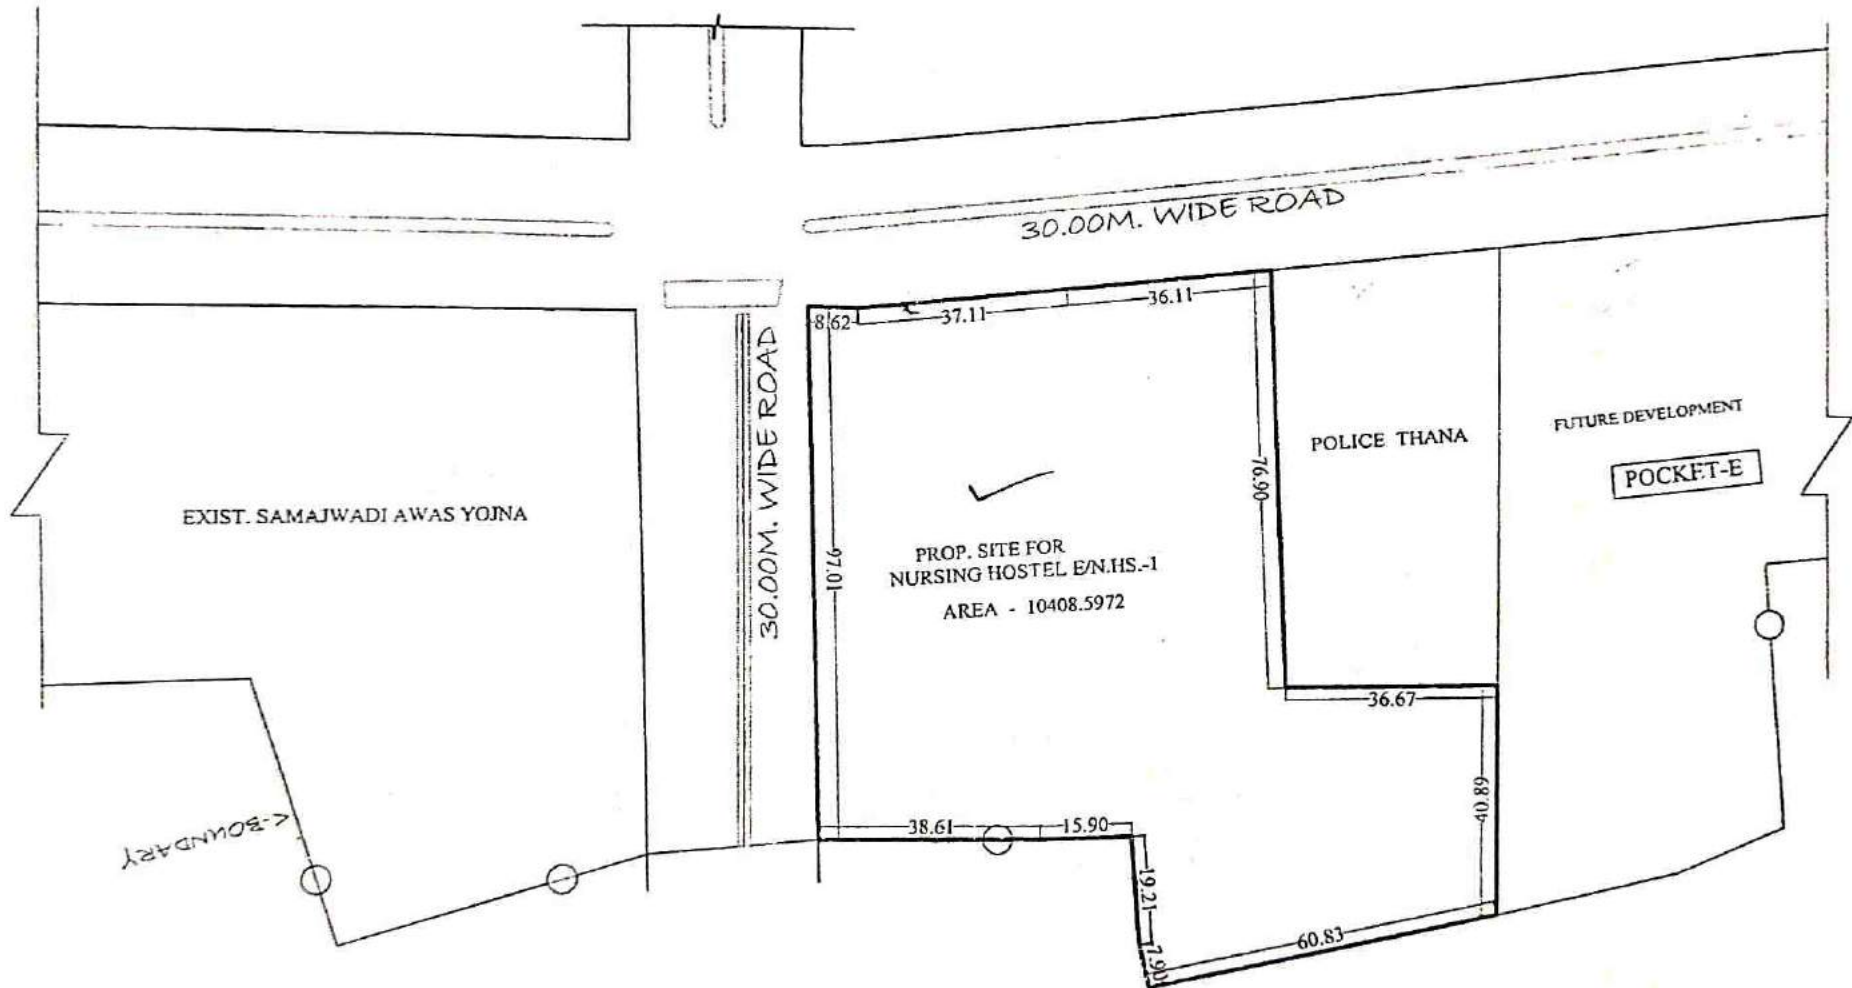 30.00M. WIDE ROAD
8.62
37.11
36.11
30.00M. WIDE ROAD
POLICE THANA
FUTURE DEVELOPMENT
POCKET-E
76.90
EXIST. SAMAJWADI AWAS YOJNA
97.01
PROP. SITE FOR
NURSING HOSTEL E/N.HS.-1
AREA - 10408.5972
36.67
40.89
38.61
15.90
<-BOUNDARY
19.21
7.90
60.83